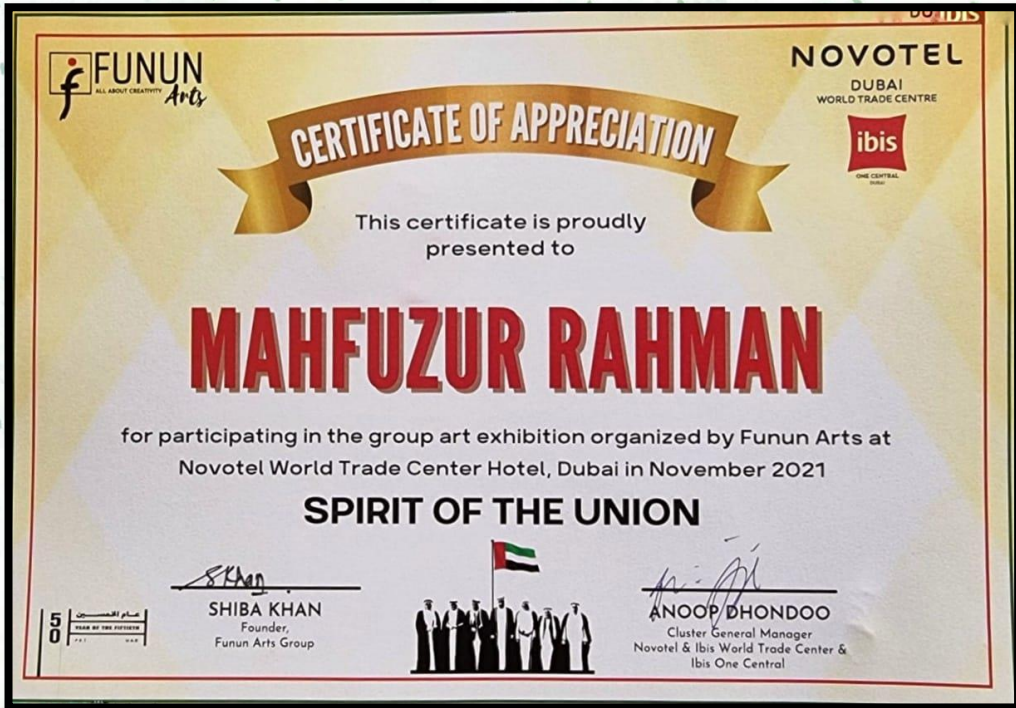 FUNUN
ALL ABOUT CREATIVITY
Arts
NOVOTEL
DUBAI
WORLD TRADE CENTRE
ibis
ONE CENTRAL
DUBAI
CERTIFICATE OF APPRECIATION
This certificate is proudly
presented to
MAHFUZUR RAHMAN
for participating in the group art exhibition organized by Funun Arts at
Novotel World Trade Center Hotel, Dubai in November 2021
SPIRIT OF THE UNION
S Khan
SHIBA KHAN
Founder,
Funun Arts Group
50
عام الخمسين
YEAR OF THE FIFTIETH
UAE
ANOOP DHONDOO
Cluster General Manager
Novotel & Ibis World Trade Center &
Ibis One Central